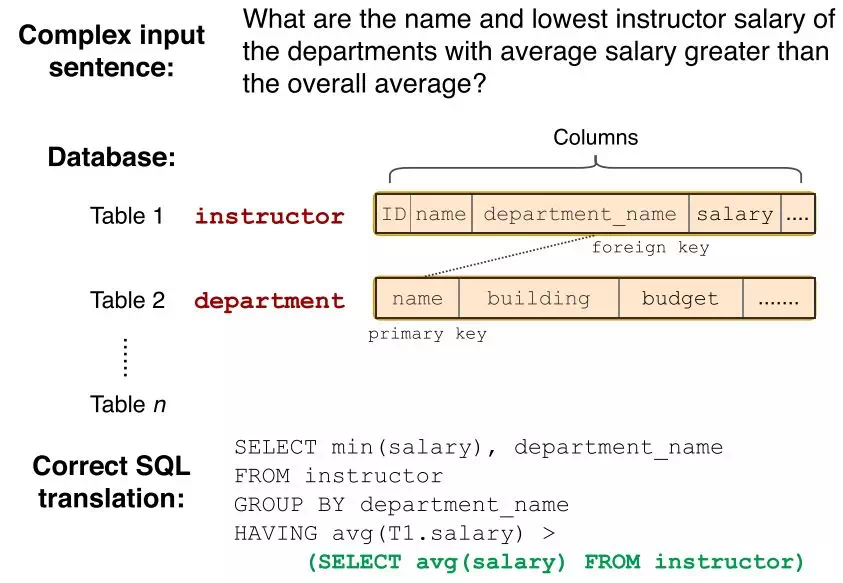 Complex input
sentence:
What are the name and lowest instructor salary of
the departments with average salary greater than
the overall average?
Database:
Columns
Table 1 instructor ID name department_name salary ....
foreign key
Table 2 department name building budget .......
primary key
Table n
Correct SQL
translation:
SELECT min(salary), department_name
FROM instructor
GROUP BY department_name
HAVING avg(T1.salary) >
(SELECT avg(salary) FROM instructor)